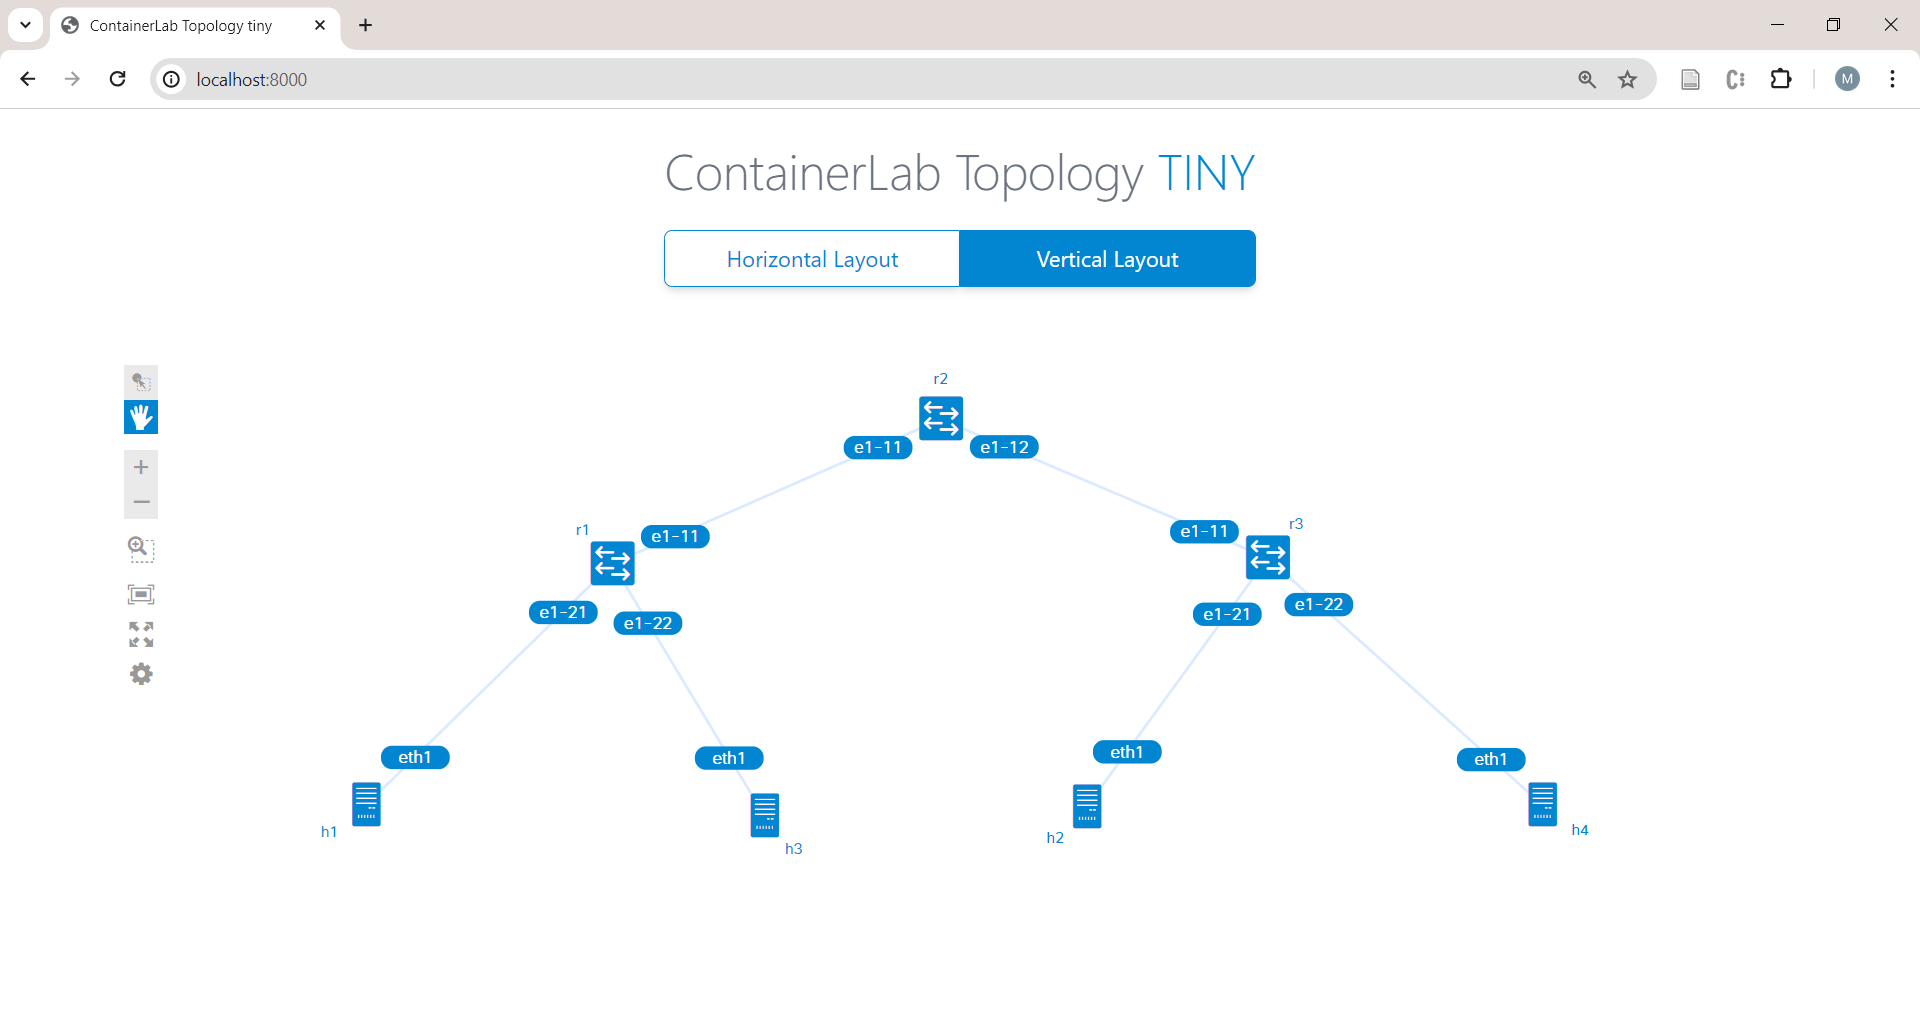 ContainerLab Topology tiny
localhost:8000
M
ContainerLab Topology TINY
Horizontal Layout
Vertical Layout
r2
e1-11
e1-12
r1
e1-11
e1-11
r3
e1-21
e1-22
e1-21
e1-22
eth1
eth1
eth1
eth1
h1
h3
h2
h4